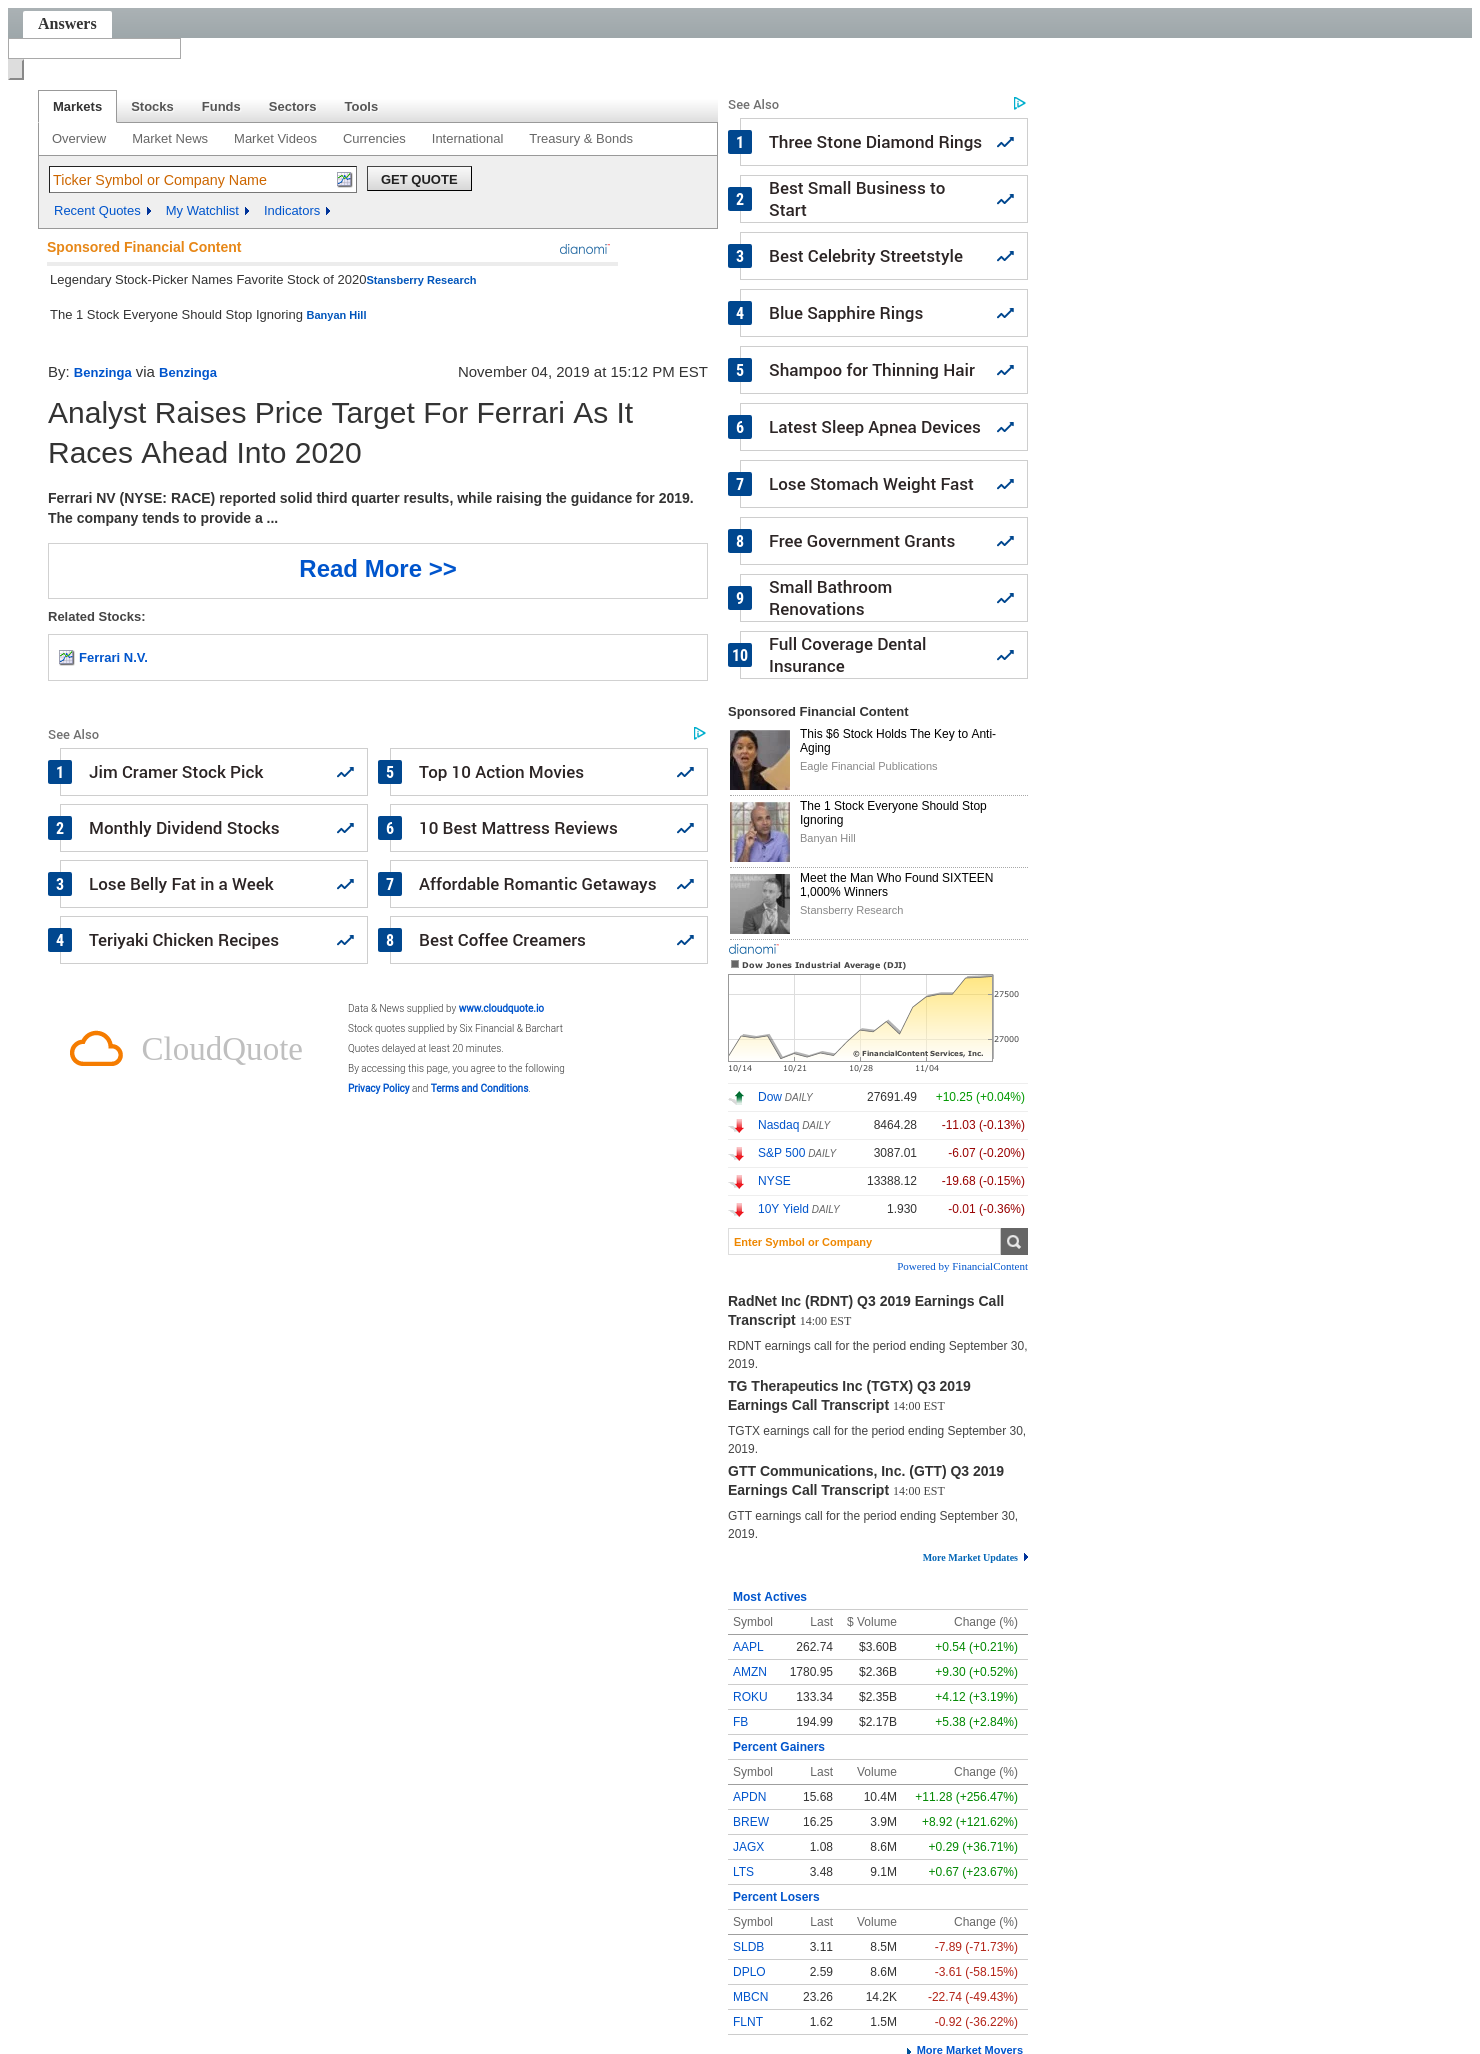 Answers
Markets Stocks Funds Sectors Tools
Overview Market News Market Videos Currencies International Treasury & Bonds
Ticker Symbol or Company Name GET QUOTE
Recent Quotes My Watchlist Indicators
Sponsored Financial Content dianomi
Legendary Stock-Picker Names Favorite Stock of 2020Stansberry Research
The 1 Stock Everyone Should Stop Ignoring Banyan Hill
By: Benzinga via Benzinga November 04, 2019 at 15:12 PM EST
Analyst Raises Price Target For Ferrari As It
Races Ahead Into 2020
Ferrari NV (NYSE: RACE) reported solid third quarter results, while raising the guidance for 2019.
The company tends to provide a ...
Read More >>
Related Stocks:
Ferrari N.V.
See Also
1 Jim Cramer Stock Pick
2 Monthly Dividend Stocks
3 Lose Belly Fat in a Week
4 Teriyaki Chicken Recipes
5 Top 10 Action Movies
6 10 Best Mattress Reviews
7 Affordable Romantic Getaways
8 Best Coffee Creamers
CloudQuote
Data & News supplied by www.cloudquote.io
Stock quotes supplied by Six Financial & Barchart
Quotes delayed at least 20 minutes.
By accessing this page, you agree to the following
Privacy Policy and Terms and Conditions.
See Also
1 Three Stone Diamond Rings
2 Best Small Business to
Start
3 Best Celebrity Streetstyle
4 Blue Sapphire Rings
5 Shampoo for Thinning Hair
6 Latest Sleep Apnea Devices
7 Lose Stomach Weight Fast
8 Free Government Grants
9 Small Bathroom
Renovations
10 Full Coverage Dental
Insurance
Sponsored Financial Content
This $6 Stock Holds The Key to Anti-
Aging
Eagle Financial Publications
The 1 Stock Everyone Should Stop
Ignoring
Banyan Hill
Meet the Man Who Found SIXTEEN
1,000% Winners
Stansberry Research
dianomi
Dow Jones Industrial Average (DJI)
27500
27000
© FinancialContent Services, Inc.
10/14 10/21 10/28 11/04
Dow DAILY 27691.49 +10.25 (+0.04%)
Nasdaq DAILY 8464.28 -11.03 (-0.13%)
S&P 500 DAILY 3087.01 -6.07 (-0.20%)
NYSE 13388.12 -19.68 (-0.15%)
10Y Yield DAILY 1.930 -0.01 (-0.36%)
Enter Symbol or Company
Powered by FinancialContent
RadNet Inc (RDNT) Q3 2019 Earnings Call
Transcript 14:00 EST
RDNT earnings call for the period ending September 30,
2019.
TG Therapeutics Inc (TGTX) Q3 2019
Earnings Call Transcript 14:00 EST
TGTX earnings call for the period ending September 30,
2019.
GTT Communications, Inc. (GTT) Q3 2019
Earnings Call Transcript 14:00 EST
GTT earnings call for the period ending September 30,
2019.
More Market Updates
Most Actives
Symbol Last $ Volume Change (%)
AAPL 262.74 $3.60B +0.54 (+0.21%)
AMZN 1780.95 $2.36B +9.30 (+0.52%)
ROKU 133.34 $2.35B +4.12 (+3.19%)
FB 194.99 $2.17B +5.38 (+2.84%)
Percent Gainers
Symbol Last Volume Change (%)
APDN 15.68 10.4M +11.28 (+256.47%)
BREW 16.25 3.9M +8.92 (+121.62%)
JAGX 1.08 8.6M +0.29 (+36.71%)
LTS 3.48 9.1M +0.67 (+23.67%)
Percent Losers
Symbol Last Volume Change (%)
SLDB 3.11 8.5M -7.89 (-71.73%)
DPLO 2.59 8.6M -3.61 (-58.15%)
MBCN 23.26 14.2K -22.74 (-49.43%)
FLNT 1.62 1.5M -0.92 (-36.22%)
More Market Movers